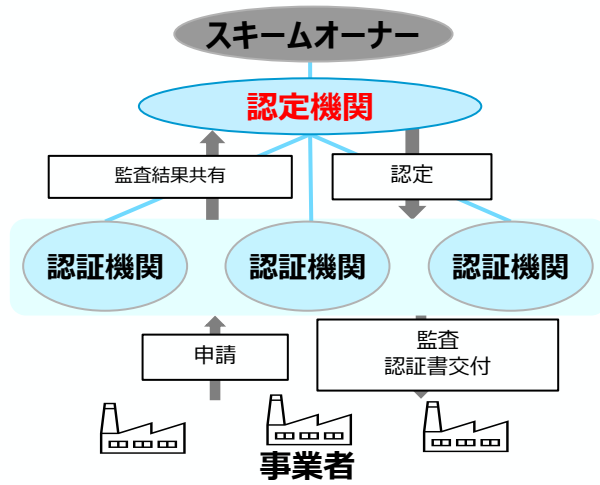 スキームオーナー
認定機関
監査結果共有
認定
認証機関
認証機関
認証機関
申請
監査
認証書交付
事業者